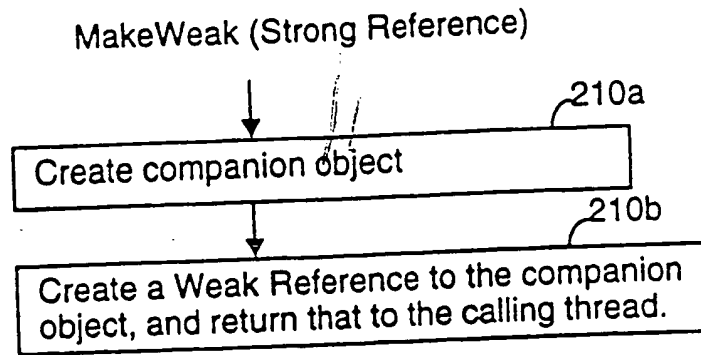 MakeWeak (Strong Reference)
210a
Create companion object
210b
Create a Weak Reference to the companion
object, and return that to the calling thread.